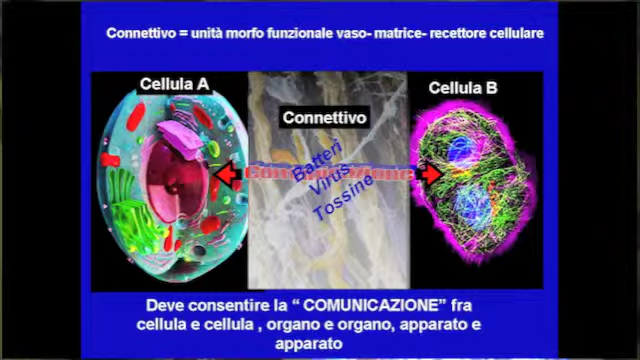 Connettivo = unità morfo funzionale vaso- matrice- recettore cellulare
Cellula A
Cellula B
Connettivo
Comunicazione
Batteri
Virus
Tossine
Deve consentire la “ COMUNICAZIONE” fra
cellula e cellula , organo e organo, apparato e
apparato